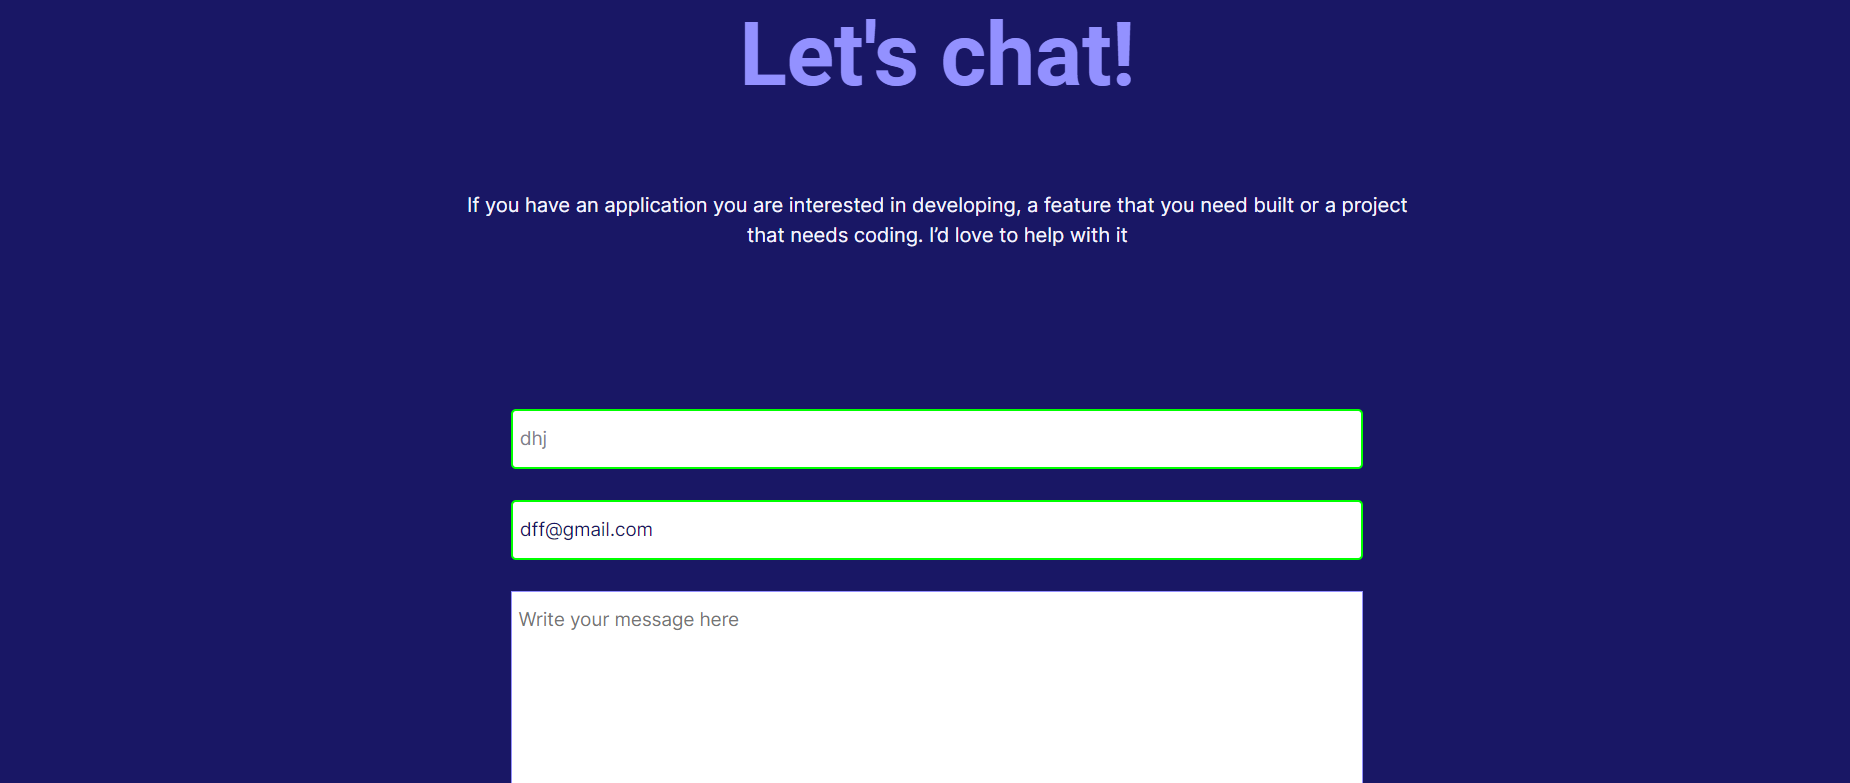 Let's chat!
If you have an application you are interested in developing, a feature that you need built or a project
that needs coding. I’d love to help with it
dhj
dff@gmail.com
Write your message here